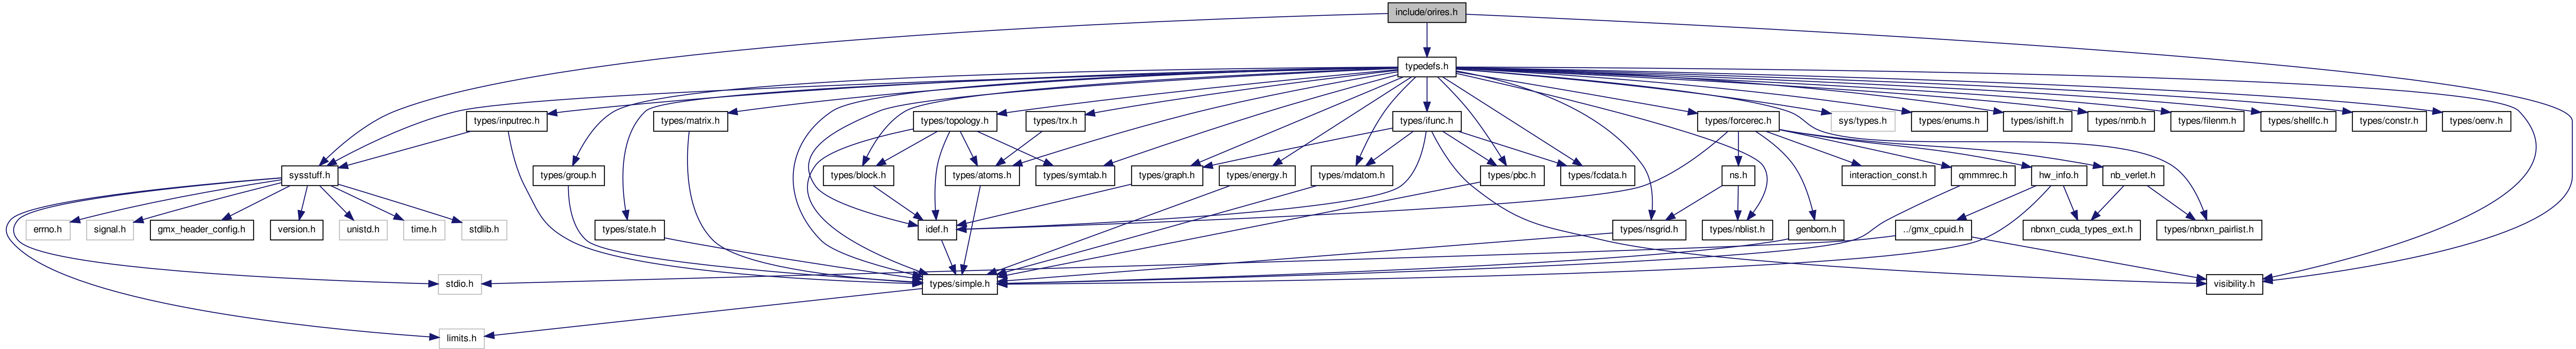 include/orires.h
typedefs.h
types/inputrec.h
types/matrix.h
types/topology.h
types/trx.h
types/ifunc.h
types/forcerec.h
sys/types.h
types/enums.h
types/ishift.h
types/nrnb.h
types/filenm.h
types/shellfc.h
types/constr.h
types/oenv.h
sysstuff.h
types/group.h
types/block.h
types/atoms.h
types/symtab.h
types/graph.h
types/energy.h
types/mdatom.h
types/pbc.h
types/fcdata.h
ns.h
interaction_const.h
qmmmrec.h
hw_info.h
nb_verlet.h
errno.h
signal.h
gmx_header_config.h
version.h
unistd.h
time.h
stdlib.h
types/state.h
idef.h
types/nsgrid.h
types/nblist.h
genborn.h
../gmx_cpuid.h
nbnxn_cuda_types_ext.h
types/nbnxn_pairlist.h
stdio.h
types/simple.h
visibility.h
limits.h